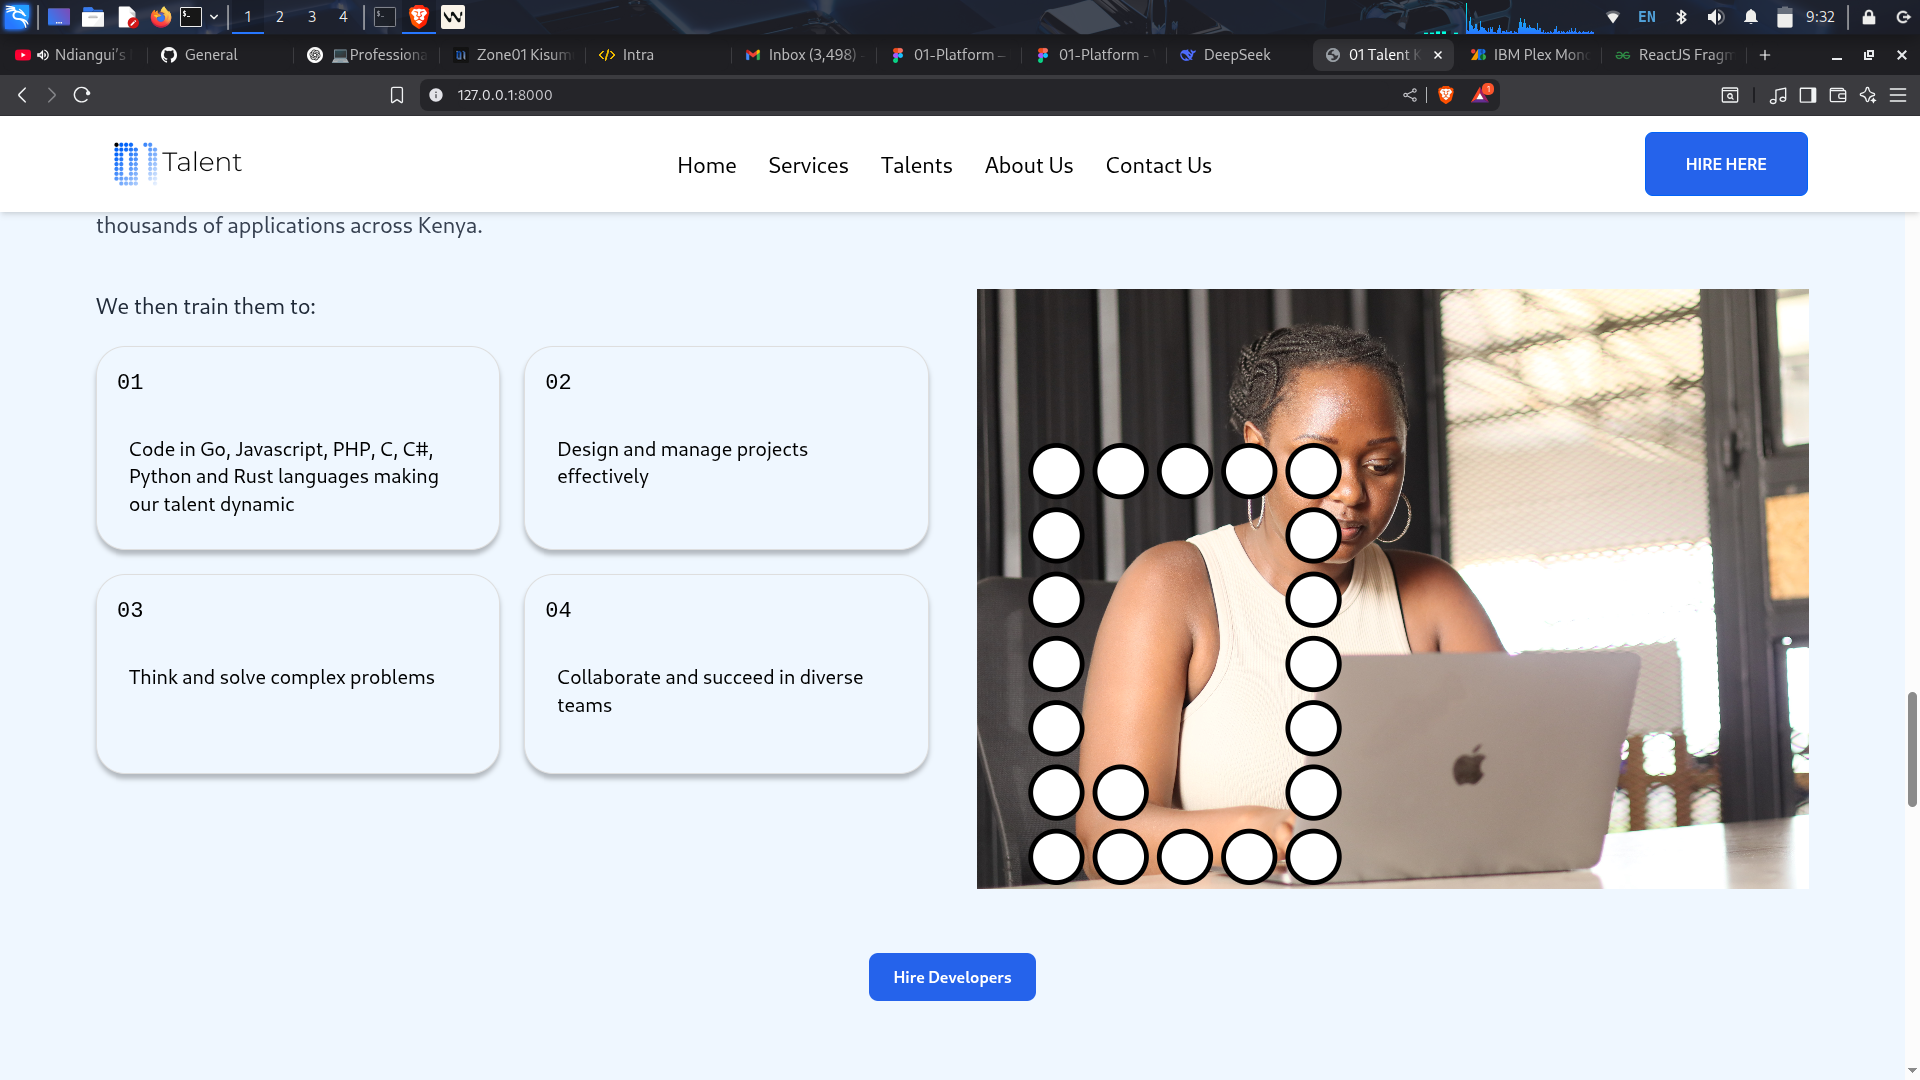 1 2 3 4 EN 9:32
Ndiangui's General Professiona Zone01 Kisum Intra Inbox (3,498) 01-Platform – 01-Platform - DeepSeek 01 Talent K IBM Plex Mono ReactJS Fragm
127.0.0.1:8000 1
01 Talent Home Services Talents About Us Contact Us HIRE HERE
thousands of applications across Kenya.
We then train them to:
01
Code in Go, Javascript, PHP, C, C#,
Python and Rust languages making
our talent dynamic
02
Design and manage projects
effectively
03
Think and solve complex problems
04
Collaborate and succeed in diverse
teams
Hire Developers